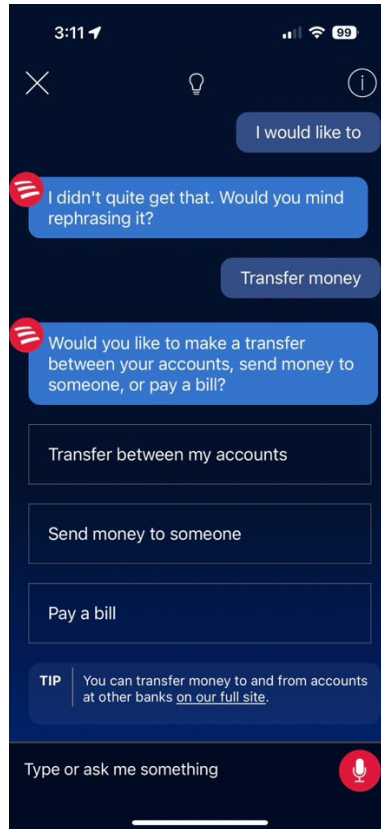 3:11
99
I would like to
I didn't quite get that. Would you mind
rephrasing it?
Transfer money
Would you like to make a transfer
between your accounts, send money to
someone, or pay a bill?
Transfer between my accounts
Send money to someone
Pay a bill
TIP
You can transfer money to and from accounts
at other banks on our full site.
Type or ask me something